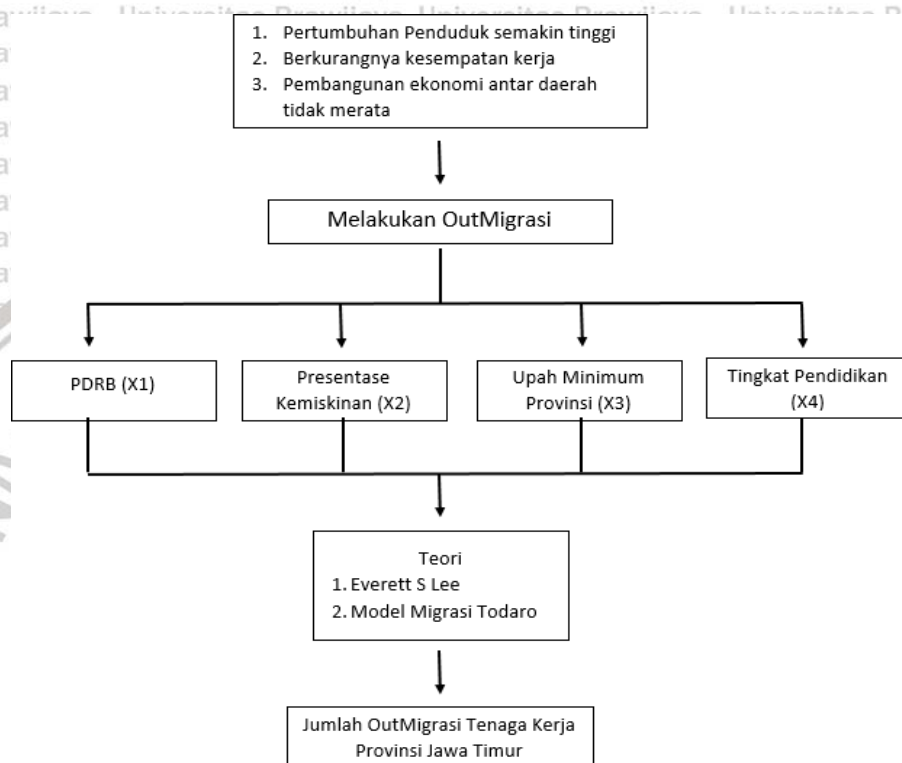 Universitas Brawijaya
1. Pertumbuhan Penduduk semakin tinggi
2. Berkurangnya kesempatan kerja
3. Pembangunan ekonomi antar daerah
tidak merata
Melakukan OutMigrasi
PDRB (X1)
Presentase
Kemiskinan (X2)
Upah Minimum
Provinsi (X3)
Tingkat Pendidikan
(X4)
Teori
1. Everett S Lee
2. Model Migrasi Todaro
Jumlah OutMigrasi Tenaga Kerja
Provinsi Jawa Timur